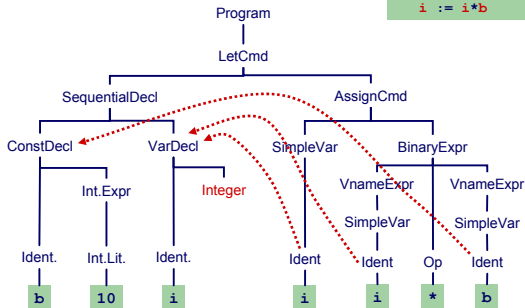 Program
i := i*b
LetCmd
SequentialDecl AssignCmd
ConstDecl VarDecl SimpleVar BinaryExpr
Int.Expr Integer VnameExpr VnameExpr
SimpleVar SimpleVar
Ident. Int.Lit. Ident. Ident Ident Op Ident
b 10 i i i * b